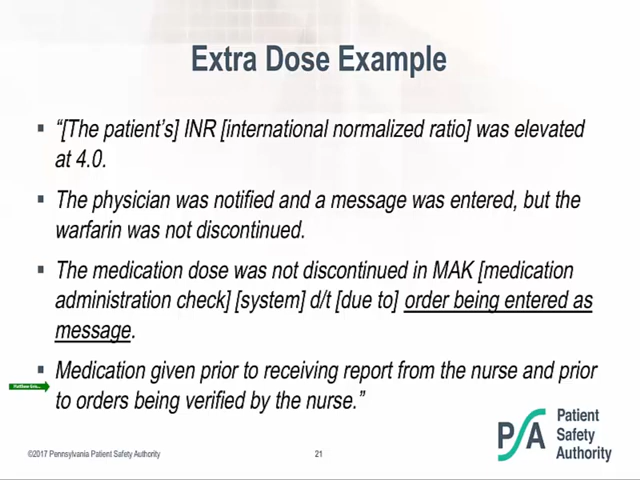 Extra Dose Example
“[The patient’s] INR [international normalized ratio] was elevated
at 4.0.
The physician was notified and a message was entered, but the
warfarin was not discontinued.
The medication dose was not discontinued in MAK [medication
administration check] [system] d/t [due to] order being entered as
message.
Medication given prior to receiving report from the nurse and prior
to orders being verified by the nurse.”
©2017 Pennsylvania Patient Safety Authority
21
PSA
Patient
Safety
Authority